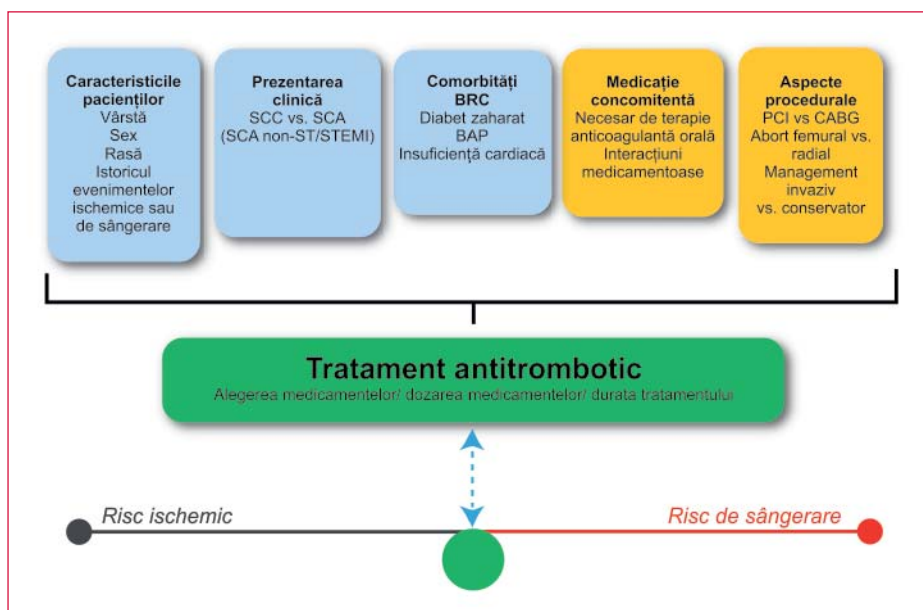 Caracteristicile
pacienților
Vârstă
Sex
Rasă
Istoricul
evenimentelor
ischemice sau
de sângerare
Prezentarea
clinică
SCC vs. SCA
(SCA non-ST/STEMI)
Comorbități
BRC
Diabet zaharat
BAP
Insuficiență cardiacă
Medicație
concomitentă
Necesar de terapie
anticoagulantă orală
Interacțiuni
medicamentoase
Aspecte
procedurale
PCI vs CABG
Abort femural vs.
radial
Management
invaziv
vs. conservator
Tratament antitrombotic
Alegerea medicamentelor/ dozarea medicamentelor/ durata tratamentului
Risc ischemic
Risc de sângerare